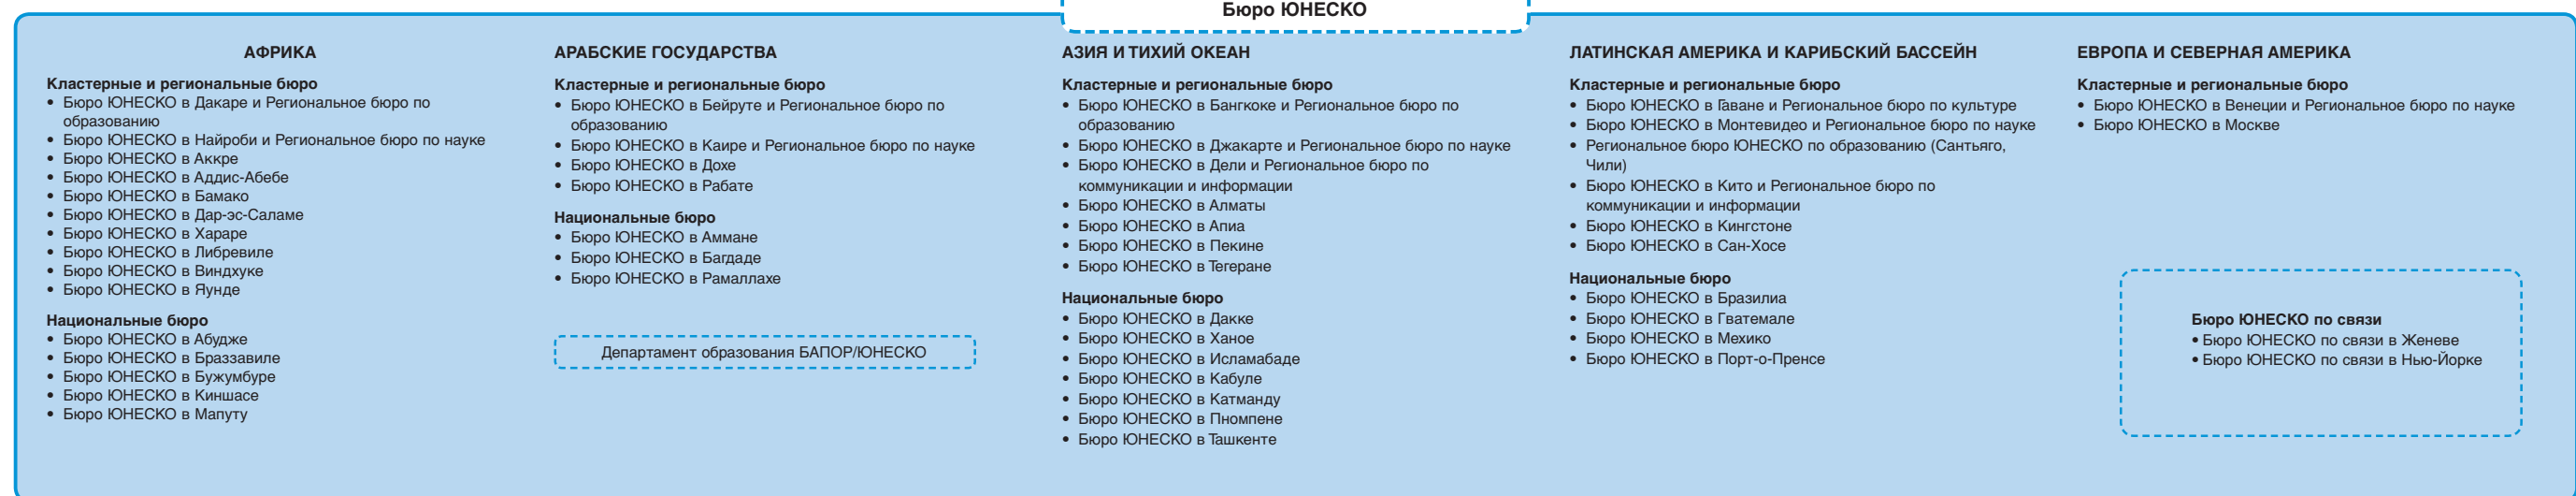 Бюро ЮНЕСКО
АФРИКА
Кластерные и региональные бюро
• Бюро ЮНЕСКО в Дакаре и Региональное бюро по
образованию
• Бюро ЮНЕСКО в Найроби и Региональное бюро по науке
• Бюро ЮНЕСКО в Аккре
• Бюро ЮНЕСКО в Аддис-Абебе
• Бюро ЮНЕСКО в Бамако
• Бюро ЮНЕСКО в Дар-эс-Саламе
• Бюро ЮНЕСКО в Хараре
• Бюро ЮНЕСКО в Либревиле
• Бюро ЮНЕСКО в Виндхуке
• Бюро ЮНЕСКО в Яунде
Национальные бюро
• Бюро ЮНЕСКО в Абудже
• Бюро ЮНЕСКО в Браззавиле
• Бюро ЮНЕСКО в Бужумбуре
• Бюро ЮНЕСКО в Киншасе
• Бюро ЮНЕСКО в Мапуту
АРАБСКИЕ ГОСУДАРСТВА
Кластерные и региональные бюро
• Бюро ЮНЕСКО в Бейруте и Региональное бюро по
образованию
• Бюро ЮНЕСКО в Каире и Региональное бюро по науке
• Бюро ЮНЕСКО в Дохе
• Бюро ЮНЕСКО в Рабате
Национальные бюро
• Бюро ЮНЕСКО в Аммане
• Бюро ЮНЕСКО в Багдаде
• Бюро ЮНЕСКО в Рамаллахе
Департамент образования БАПОР/ЮНЕСКО
АЗИЯ И ТИХИЙ ОКЕАН
Кластерные и региональные бюро
• Бюро ЮНЕСКО в Бангкоке и Региональное бюро по
образованию
• Бюро ЮНЕСКО в Джакарте и Региональное бюро по науке
• Бюро ЮНЕСКО в Дели и Региональное бюро по
коммуникации и информации
• Бюро ЮНЕСКО в Алматы
• Бюро ЮНЕСКО в Апиа
• Бюро ЮНЕСКО в Пекине
• Бюро ЮНЕСКО в Тегеране
Национальные бюро
• Бюро ЮНЕСКО в Дакке
• Бюро ЮНЕСКО в Ханое
• Бюро ЮНЕСКО в Исламабаде
• Бюро ЮНЕСКО в Кабуле
• Бюро ЮНЕСКО в Катманду
• Бюро ЮНЕСКО в Пномпене
• Бюро ЮНЕСКО в Ташкенте
ЛАТИНСКАЯ АМЕРИКА И КАРИБСКИЙ БАССЕЙН
Кластерные и региональные бюро
• Бюро ЮНЕСКО в Гаване и Региональное бюро по культуре
• Бюро ЮНЕСКО в Монтевидео и Региональное бюро по науке
• Региональное бюро ЮНЕСКО по образованию (Сантьяго,
Чили)
• Бюро ЮНЕСКО в Кито и Региональное бюро по
коммуникации и информации
• Бюро ЮНЕСКО в Кингстоне
• Бюро ЮНЕСКО в Сан-Хосе
Национальные бюро
• Бюро ЮНЕСКО в Бразилиа
• Бюро ЮНЕСКО в Гватемале
• Бюро ЮНЕСКО в Мехико
• Бюро ЮНЕСКО в Порт-о-Пренсе
ЕВРОПА И СЕВЕРНАЯ АМЕРИКА
Кластерные и региональные бюро
• Бюро ЮНЕСКО в Венеции и Региональное бюро по науке
• Бюро ЮНЕСКО в Москве
Бюро ЮНЕСКО по связи
• Бюро ЮНЕСКО по связи в Женеве
• Бюро ЮНЕСКО по связи в Нью-Йорке